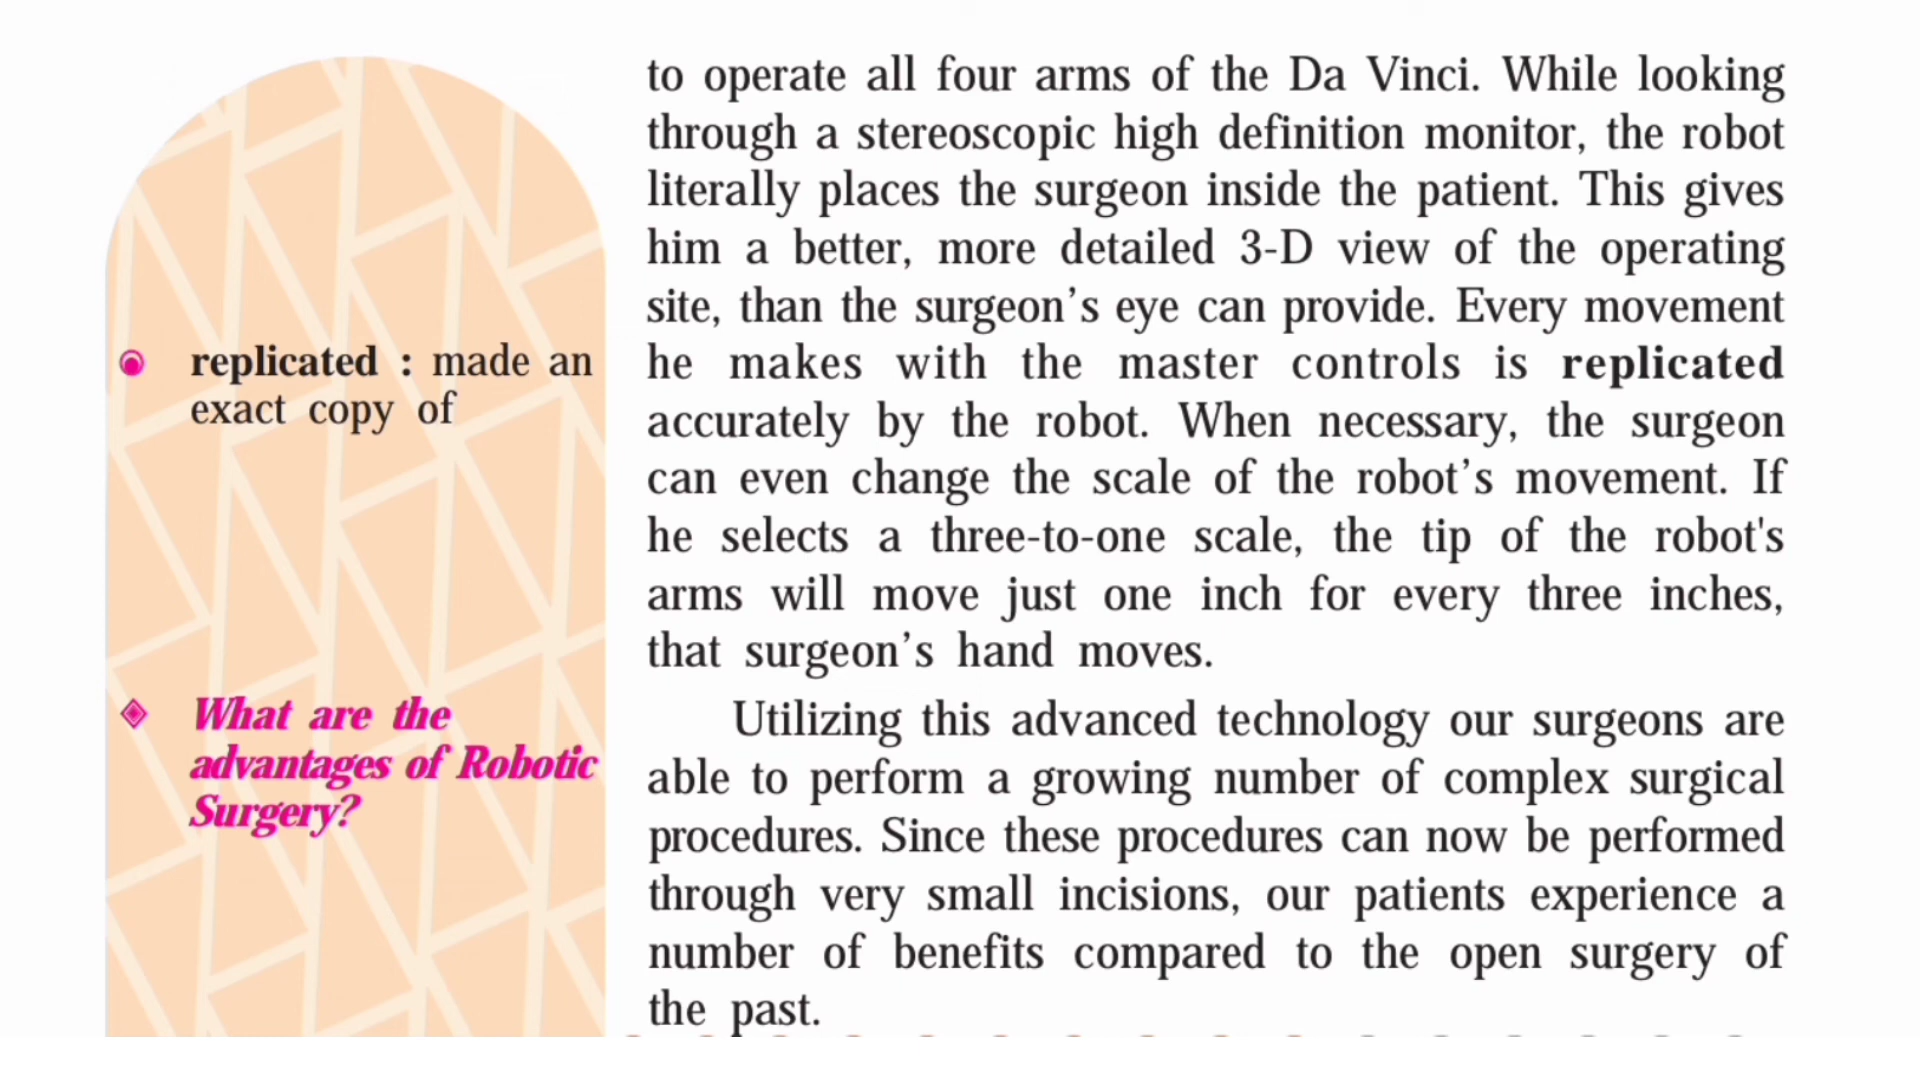 to operate all four arms of the Da Vinci. While looking
through a stereoscopic high definition monitor, the robot
literally places the surgeon inside the patient. This gives
him a better, more detailed 3-D view of the operating
site, than the surgeon’s eye can provide. Every movement
he makes with the master controls is replicated
accurately by the robot. When necessary, the surgeon
can even change the scale of the robot’s movement. If
he selects a three-to-one scale, the tip of the robot's
arms will move just one inch for every three inches,
that surgeon’s hand moves.
Utilizing this advanced technology our surgeons are
able to perform a growing number of complex surgical
procedures. Since these procedures can now be performed
through very small incisions, our patients experience a
number of benefits compared to the open surgery of
the past.
replicated : made an
exact copy of
What are the
advantages of Robotic
Surgery?